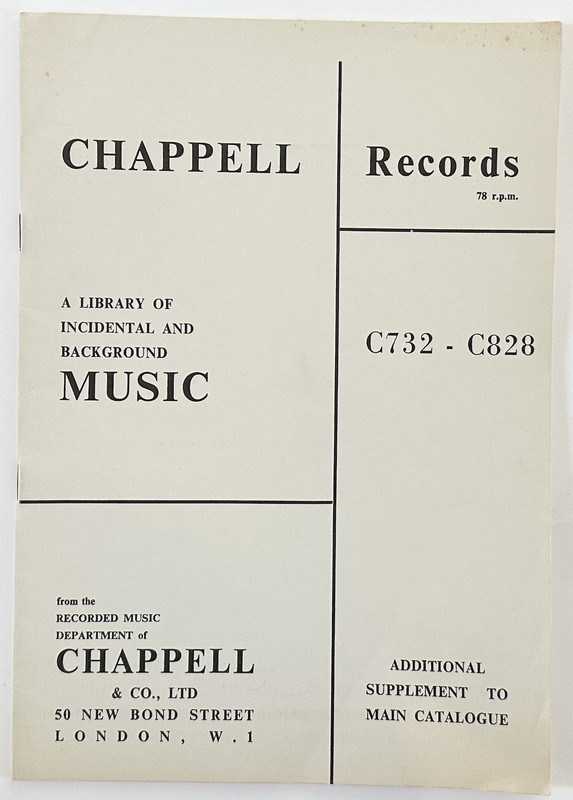 CHAPPELL
Records
78 r.p.m.
A LIBRARY OF
INCIDENTAL AND
BACKGROUND
MUSIC
C732 - C828
from the
RECORDED MUSIC
DEPARTMENT of
CHAPPELL
& CO., LTD
50 NEW BOND STREET
LONDON, W.1
ADDITIONAL
SUPPLEMENT TO
MAIN CATALOGUE